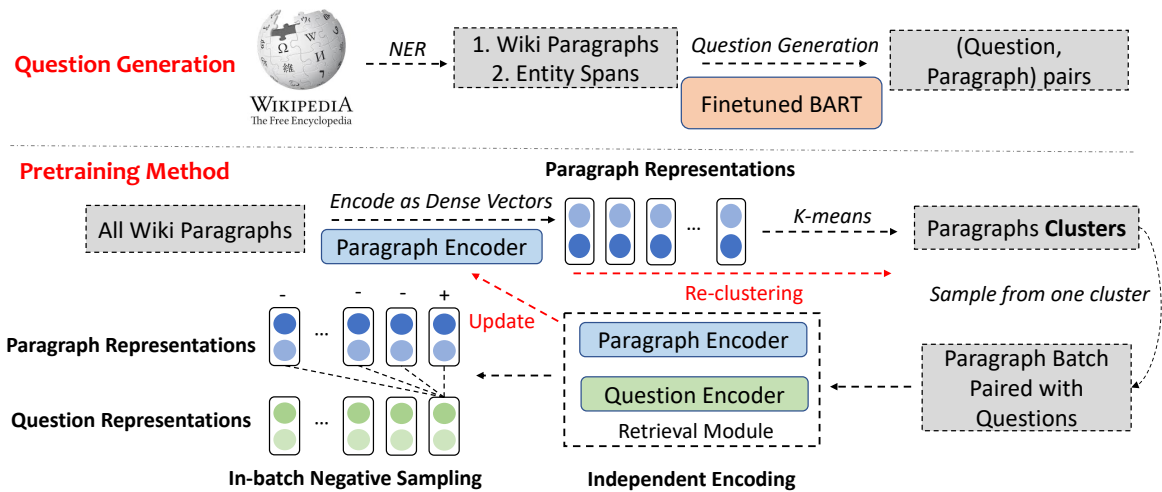 Question Generation
WIKIPEDIA
The Free Encyclopedia
NER
1. Wiki Paragraphs
2. Entity Spans
Question Generation
Finetuned BART
(Question,
Paragraph) pairs
Pretraining Method
Paragraph Representations
All Wiki Paragraphs
Encode as Dense Vectors
Paragraph Encoder
...
K-means
Paragraphs Clusters
Re-clustering
Sample from one cluster
Update
- - - +
Paragraph Representations
...
Question Representations
...
In-batch Negative Sampling
Paragraph Encoder
Question Encoder
Retrieval Module
Independent Encoding
Paragraph Batch
Paired with
Questions